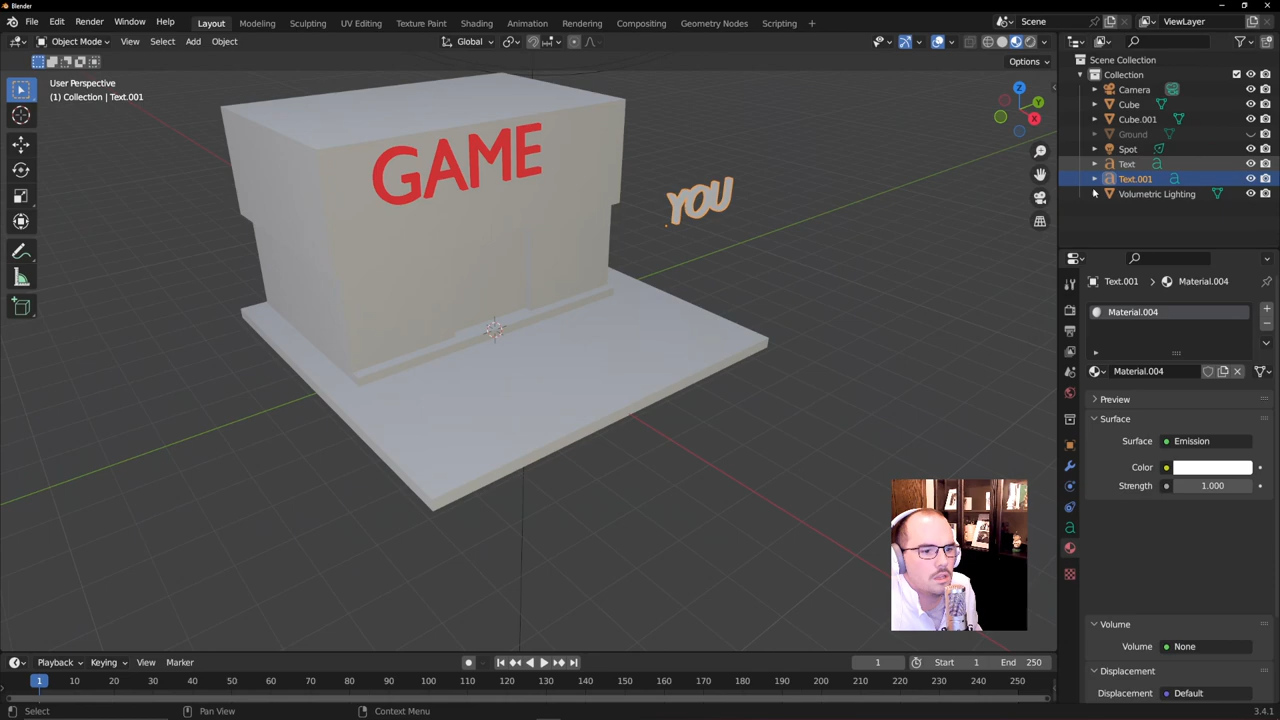 Blender
File Edit Render Window Help Layout Modeling Sculpting UV Editing Texture Paint Shading Animation Rendering Compositing Geometry Nodes Scripting + Scene ViewLayer
Object Mode View Select Add Object Global
Options
User Perspective
(1) Collection | Text.001
GAME
YOU
Z
Y
X
Scene Collection
Collection
Camera
Cube
Cube.001
Ground
Spot
Text
Text.001
Volumetric Lighting
Text.001 > Material.004
Material.004
Material.004
Preview
Surface
Surface Emission
Color
Strength 1.000
Volume
Volume None
Displacement
Displacement Default
Playback Keying View Marker 1 Start 1 End 250
1 10 20 30 40 50 60 70 80 90 100 110 120 130 140 150 160 170 180 190 200 210 220 230 240 250
Select Pan View Context Menu 3.4.1